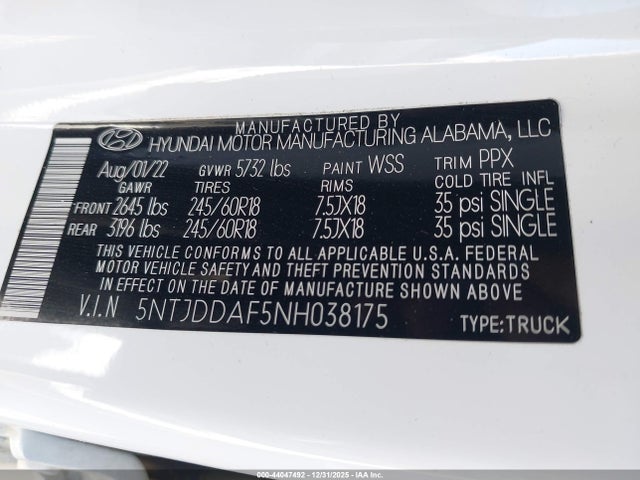 MANUFACTURED BY
HYUNDAI MOTOR MANUFACTURING ALABAMA, LLC
Aug/01/22 GVWR 5732 lbs PAINT WSS TRIM PPX
GAWR TIRES RIMS COLD TIRE INFL
FRONT 2645 lbs 245/60R18 7.5JX18 35 psi SINGLE
REAR 3196 lbs 245/60R18 7.5JX18 35 psi SINGLE
THIS VEHICLE CONFORMS TO ALL APPLICABLE U.S.A. FEDERAL
MOTOR VEHICLE SAFETY AND THEFT PREVENTION STANDARDS
IN EFFECT ON THE DATE OF MANUFACTURE SHOWN ABOVE
V.I.N 5NTJDDAF5NH038175 TYPE:TRUCK
000-44047492 - 12/31/2025 - IAA Inc.